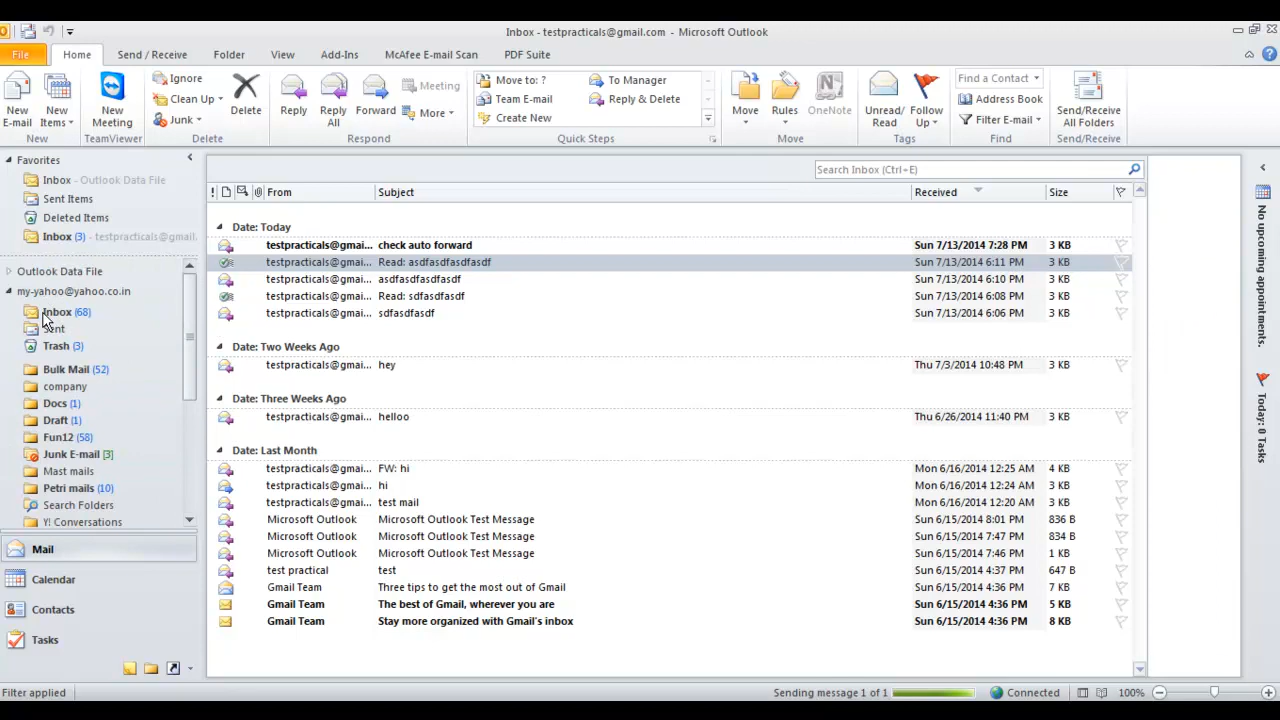 Inbox - testpracticals@gmail.com - Microsoft Outlook
File Home Send / Receive Folder View Add-Ins McAfee E-mail Scan PDF Suite
New E-mail
New Items
New Meeting
Ignore
Clean Up
Junk
Delete
Reply
Reply All
Forward
Meeting
More
Move to: ?
Team E-mail
Create New
To Manager
Reply & Delete
Move
Rules
OneNote
Unread/ Read
Follow Up
Find a Contact
Address Book
Filter E-mail
Send/Receive All Folders
New TeamViewer Delete Respond Quick Steps Move Tags Find Send/Receive
Favorites
Inbox - Outlook Data File
Sent Items
Deleted Items
Inbox (3) - testpracticals@gmail.
Outlook Data File
my-yahoo@yahoo.co.in
Inbox (68)
Sent
Trash (3)
Bulk Mail (52)
company
Docs (1)
Draft (1)
Fun12 (58)
Junk E-mail [3]
Mast mails
Petri mails (10)
Search Folders
Y! Conversations
Mail
Calendar
Contacts
Tasks
Search Inbox (Ctrl+E)
! From Subject Received Size
Date: Today
testpracticals@gmai... check auto forward Sun 7/13/2014 7:28 PM 3 KB
testpracticals@gmai... Read: asdfasdfasdfasdf Sun 7/13/2014 6:11 PM 3 KB
testpracticals@gmai... asdfasdfasdfasdf Sun 7/13/2014 6:10 PM 3 KB
testpracticals@gmai... Read: sdfasdfasdf Sun 7/13/2014 6:08 PM 3 KB
testpracticals@gmai... sdfasdfasdf Sun 7/13/2014 6:06 PM 3 KB
Date: Two Weeks Ago
testpracticals@gmai... hey Thu 7/3/2014 10:48 PM 3 KB
Date: Three Weeks Ago
testpracticals@gmai... helloo Thu 6/26/2014 11:40 PM 3 KB
Date: Last Month
testpracticals@gmai... FW: hi Mon 6/16/2014 12:25 AM 4 KB
testpracticals@gmai... hi Mon 6/16/2014 12:24 AM 3 KB
testpracticals@gmai... test mail Mon 6/16/2014 12:20 AM 3 KB
Microsoft Outlook Microsoft Outlook Test Message Sun 6/15/2014 8:01 PM 836 B
Microsoft Outlook Microsoft Outlook Test Message Sun 6/15/2014 7:47 PM 834 B
Microsoft Outlook Microsoft Outlook Test Message Sun 6/15/2014 7:46 PM 1 KB
test practical test Sun 6/15/2014 4:37 PM 647 B
Gmail Team Three tips to get the most out of Gmail Sun 6/15/2014 4:36 PM 7 KB
Gmail Team The best of Gmail, wherever you are Sun 6/15/2014 4:36 PM 5 KB
Gmail Team Stay more organized with Gmail's inbox Sun 6/15/2014 4:36 PM 8 KB
No upcoming appointments.
Today: 0 Tasks
Filter applied Sending message 1 of 1 Connected 100%